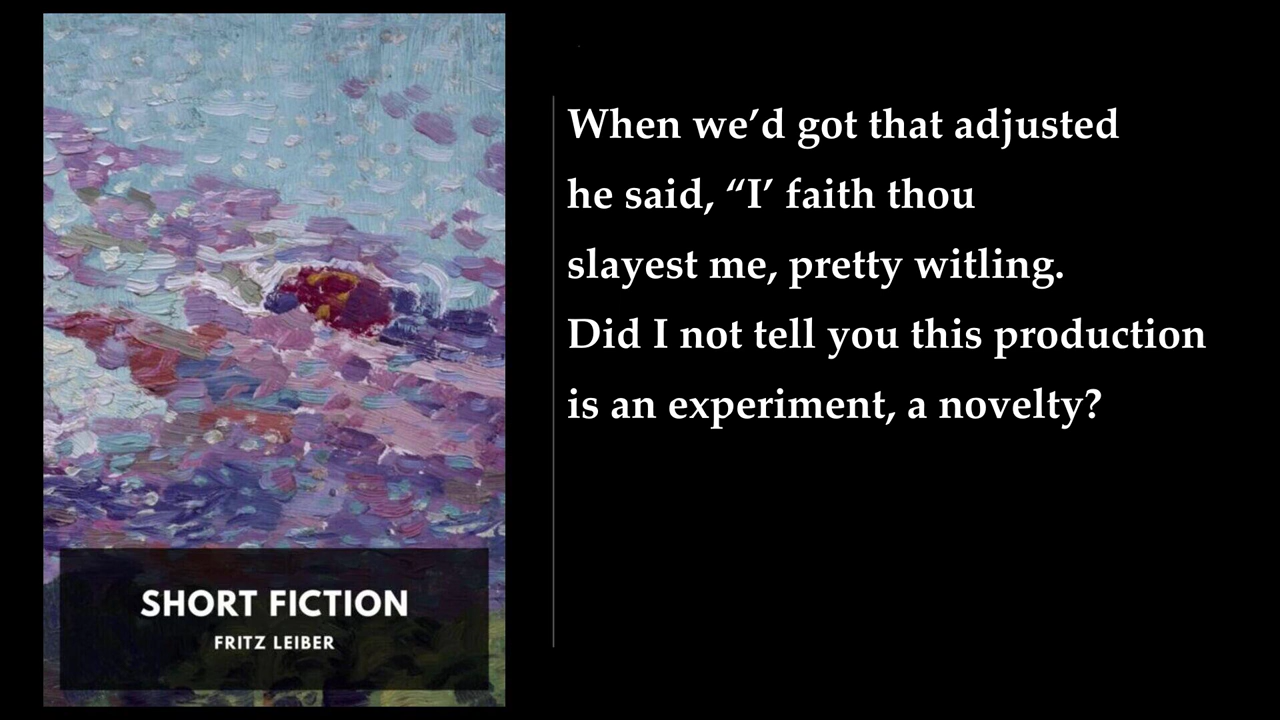 When we’d got that adjusted
he said, “I’ faith thou
slayest me, pretty witling.
Did I not tell you this production
is an experiment, a novelty?
SHORT FICTION
FRITZ LEIBER